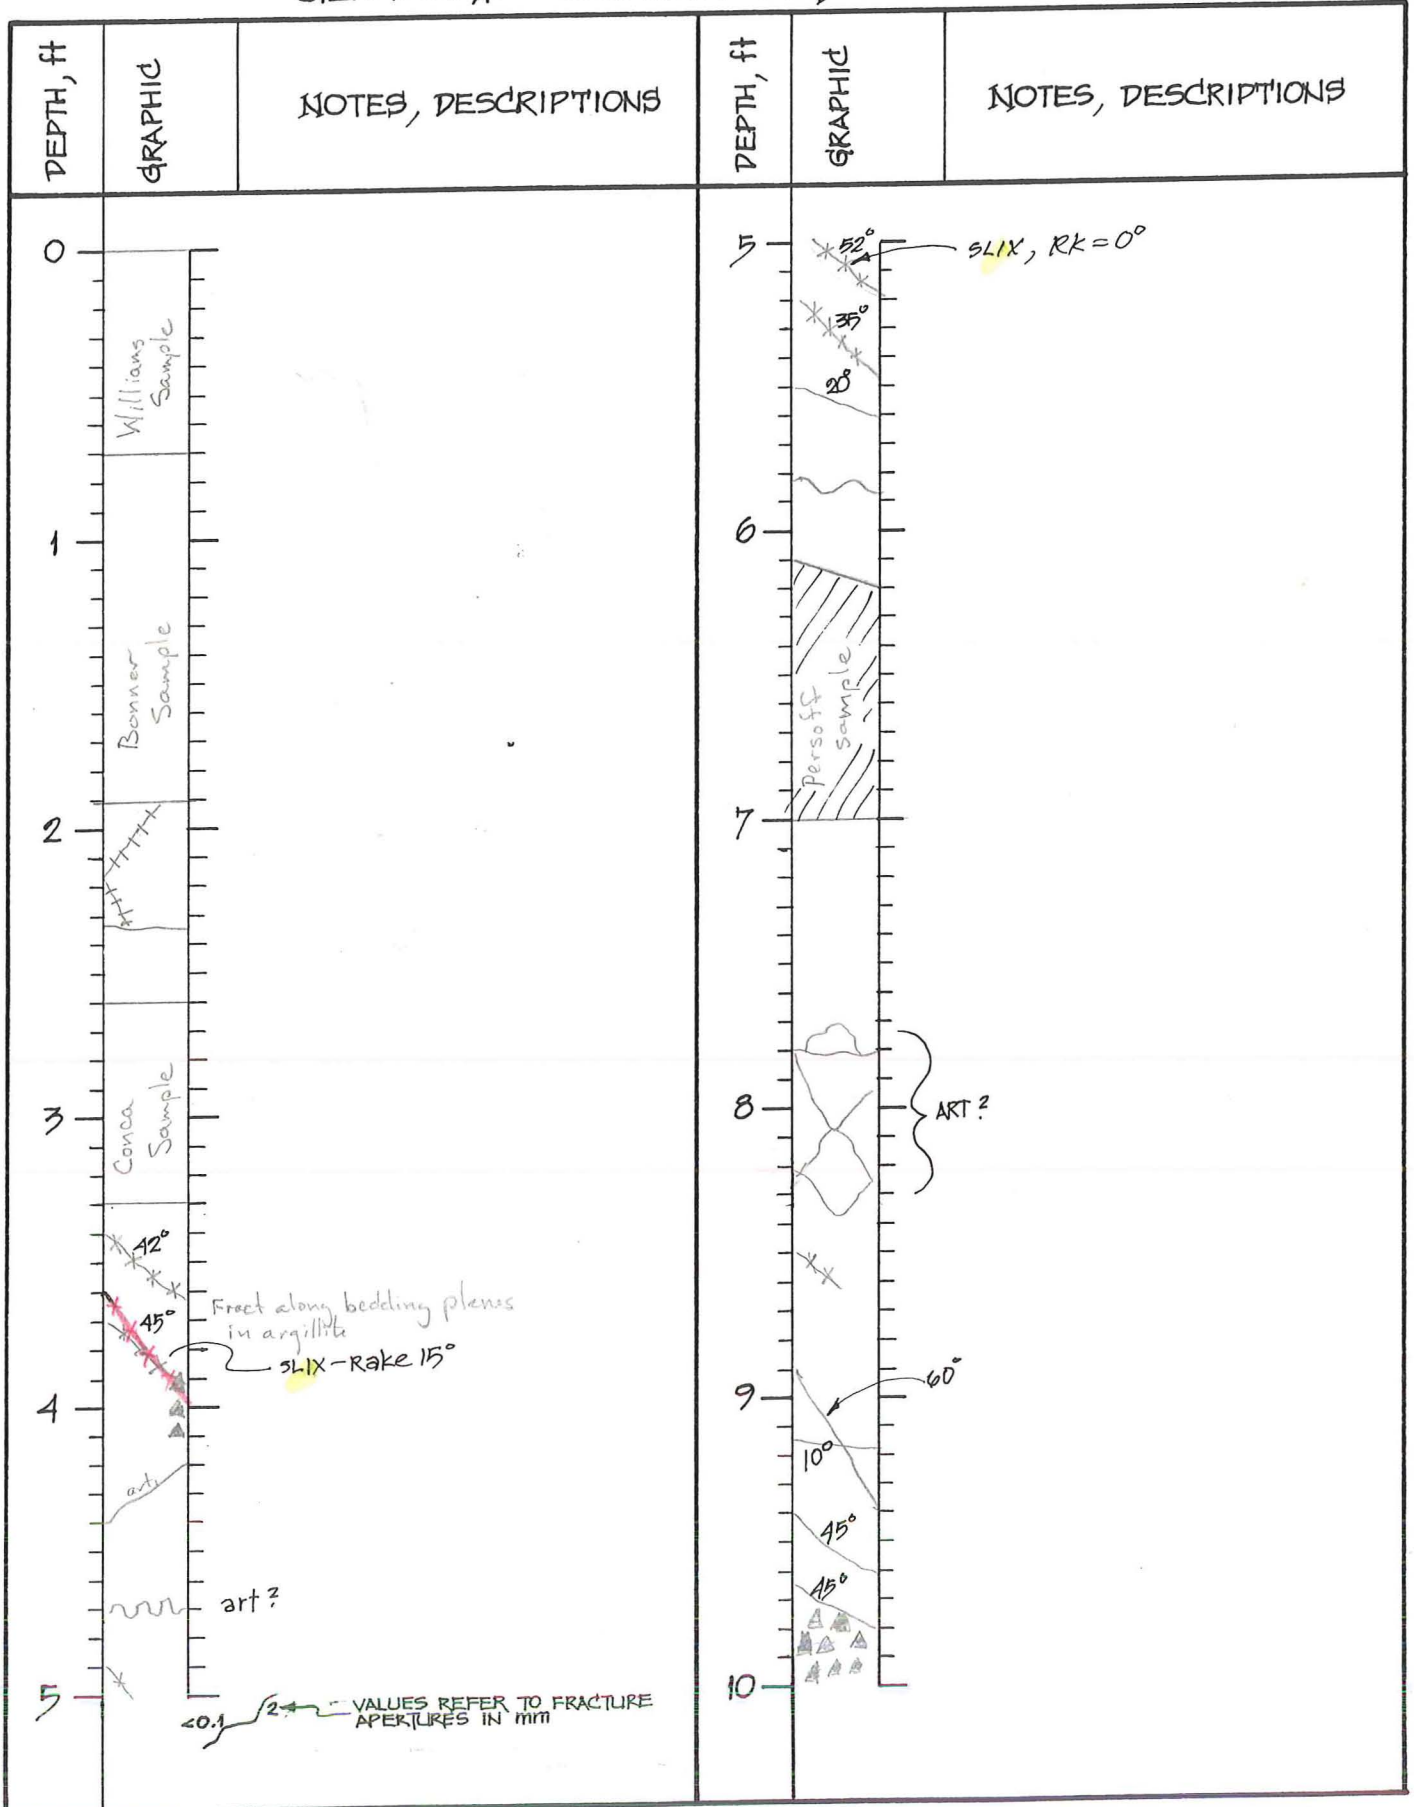 DEPTH, ft
GRAPHIC
NOTES, DESCRIPTIONS
0
Williams
Sample
1
Bonner
Sample
2
Conca
Sample
3
42°
45°
Fract along bedding planes
in argillite
SLIX-Rake 15°
4
art.
art?
5
<0.1
2
VALUES REFER TO FRACTURE
APERTURES IN mm
DEPTH, ft
GRAPHIC
NOTES, DESCRIPTIONS
5
52°
SLIX, RK=0°
35°
20°
6
Persoff
Sample
7
8
ART?
9
60°
10°
45°
45°
10